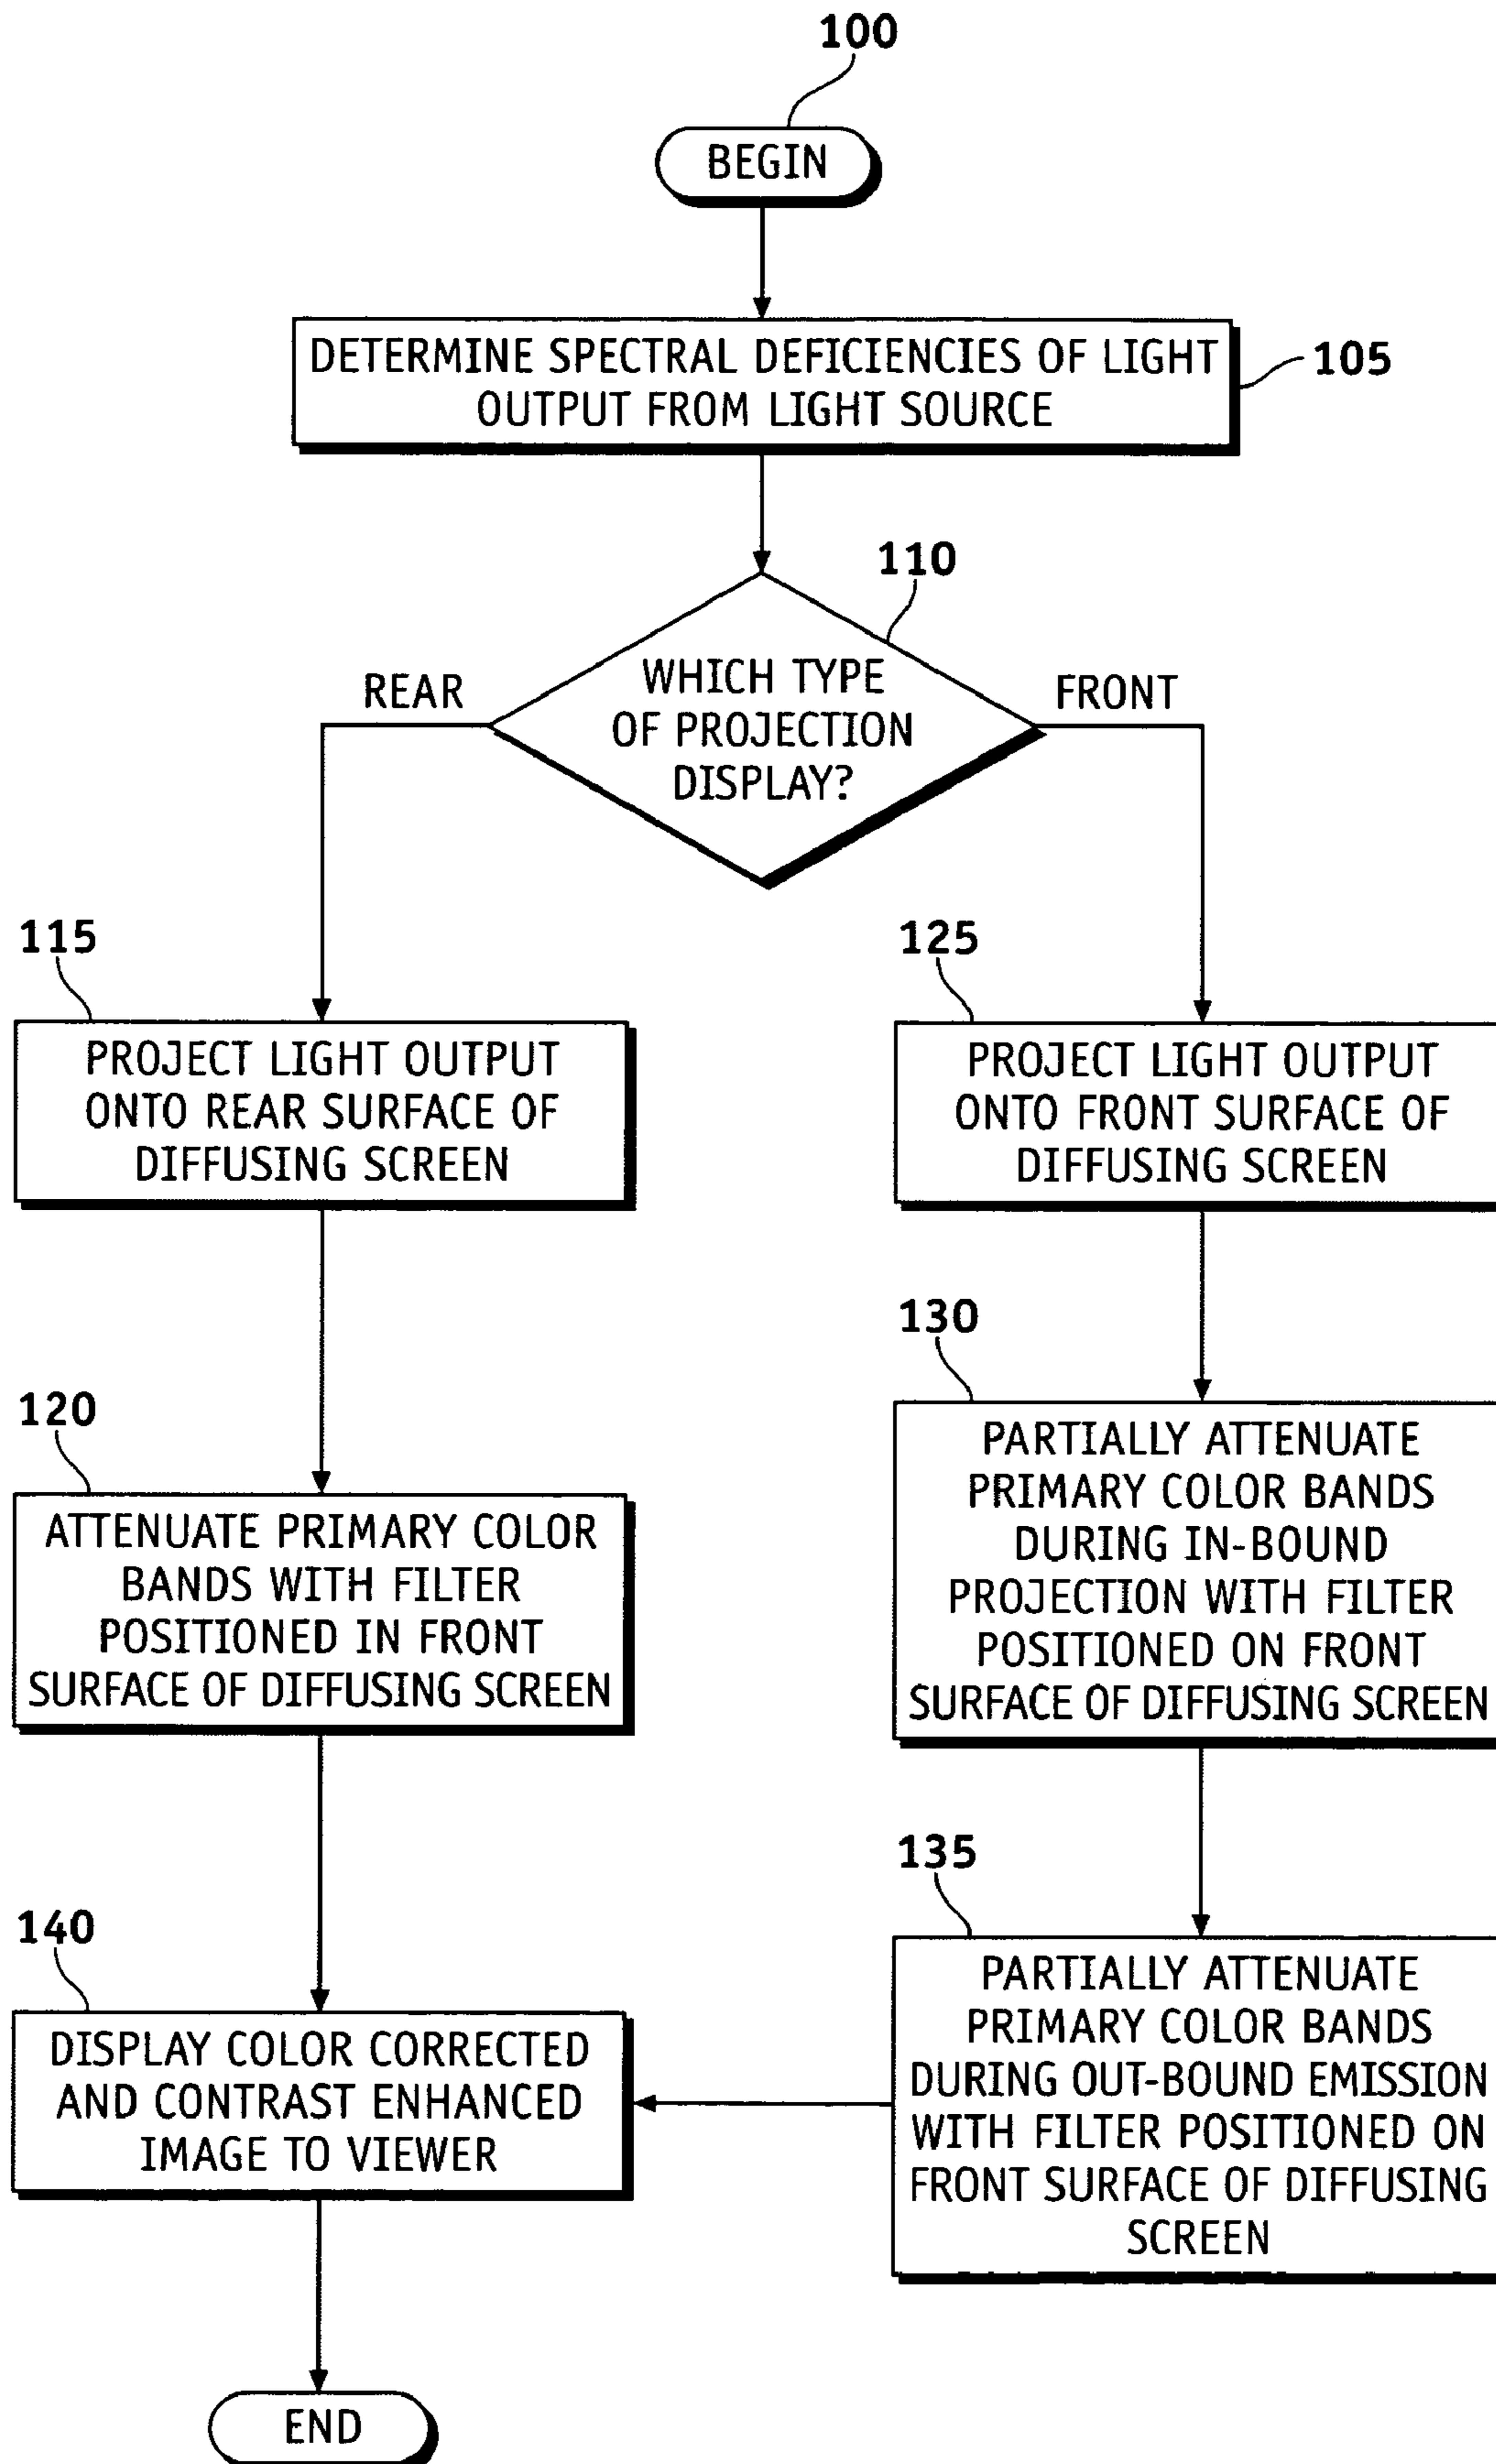 100
BEGIN
DETERMINE SPECTRAL DEFICIENCIES OF LIGHT
OUTPUT FROM LIGHT SOURCE
105
110
WHICH TYPE
OF PROJECTION
DISPLAY?
REAR
FRONT
115
PROJECT LIGHT OUTPUT
ONTO REAR SURFACE OF
DIFFUSING SCREEN
125
PROJECT LIGHT OUTPUT
ONTO FRONT SURFACE OF
DIFFUSING SCREEN
120
ATTENUATE PRIMARY COLOR
BANDS WITH FILTER
POSITIONED IN FRONT
SURFACE OF DIFFUSING SCREEN
130
PARTIALLY ATTENUATE
PRIMARY COLOR BANDS
DURING IN-BOUND
PROJECTION WITH FILTER
POSITIONED ON FRONT
SURFACE OF DIFFUSING SCREEN
135
PARTIALLY ATTENUATE
PRIMARY COLOR BANDS
DURING OUT-BOUND EMISSION
WITH FILTER POSITIONED ON
FRONT SURFACE OF DIFFUSING
SCREEN
140
DISPLAY COLOR CORRECTED
AND CONTRAST ENHANCED
IMAGE TO VIEWER
END